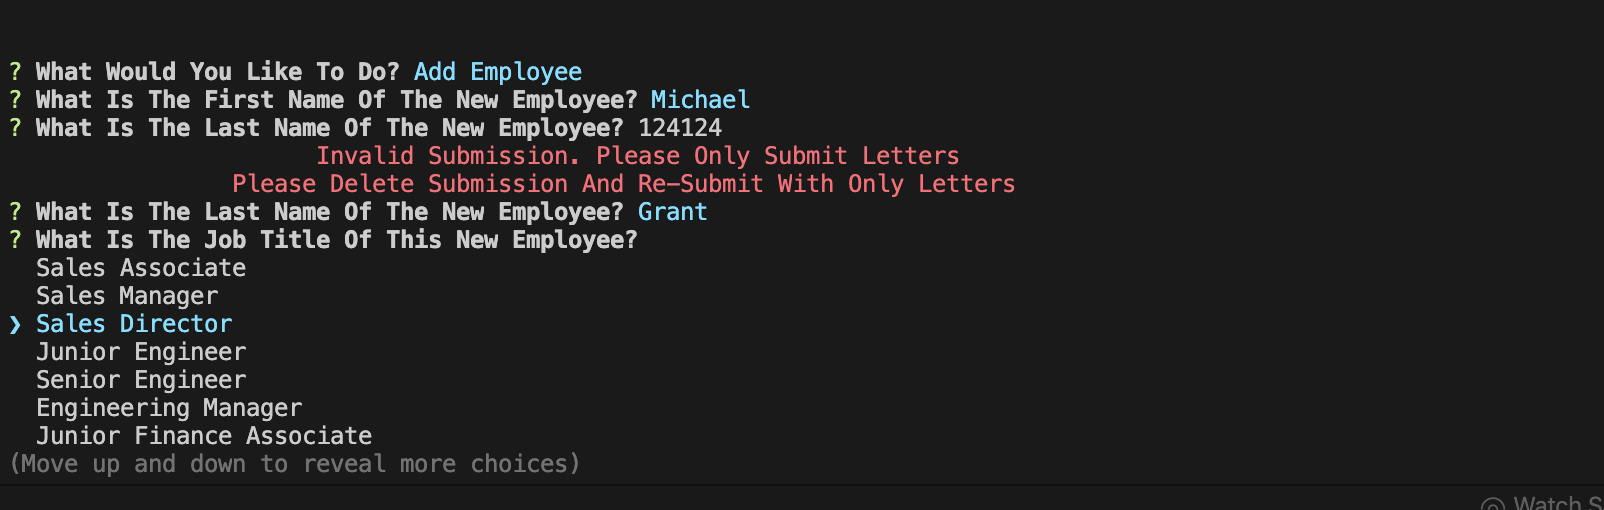 ? What Would You Like To Do? Add Employee
? What Is The First Name Of The New Employee? Michael
? What Is The Last Name Of The New Employee? 124124
Invalid Submission. Please Only Submit Letters
Please Delete Submission And Re-Submit With Only Letters
? What Is The Last Name Of The New Employee? Grant
? What Is The Job Title Of This New Employee?
Sales Associate
Sales Manager
❯ Sales Director
Junior Engineer
Senior Engineer
Engineering Manager
Junior Finance Associate
(Move up and down to reveal more choices)
Watch S